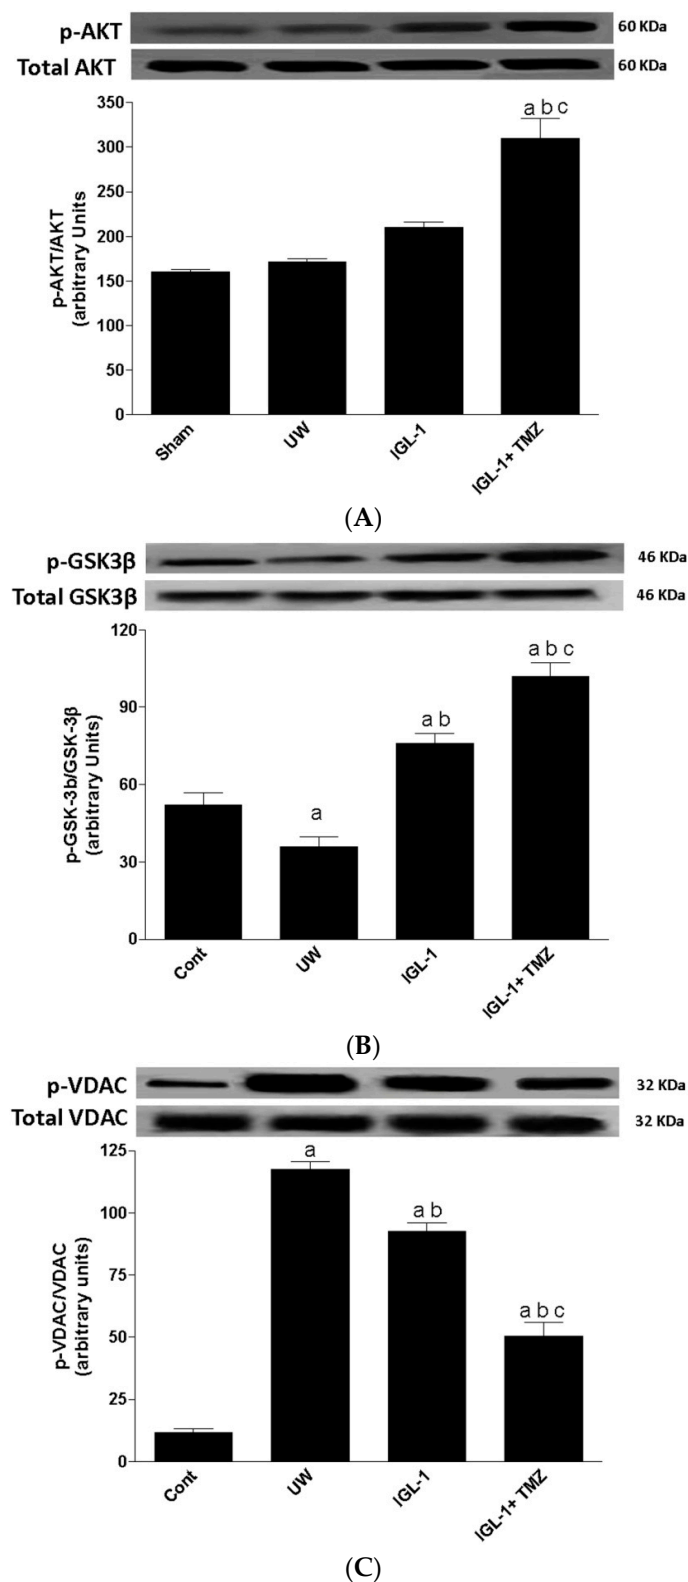 p-AKT 60 KDa
Total AKT 60 KDa
350
300
250
200
150
100
50
0
p-AKT/AKT
(arbitrary Units
a b c
Sham UW IGL-1 IGL-1+ TMZ
(A)
p-GSK3β 46 KDa
Total GSK3β 46 KDa
120
90
60
30
0
p-GSK-3b/GSK-3β
(arbitrary Units)
a
a b
a b c
Cont UW IGL-1 IGL-1+ TMZ
(B)
p-VDAC 32 KDa
Total VDAC 32 KDa
125
100
75
50
25
0
p-VDAC/VDAC
(arbitrary units)
a
a b
a b c
Cont UW IGL-1 IGL-1+ TMZ
(C)